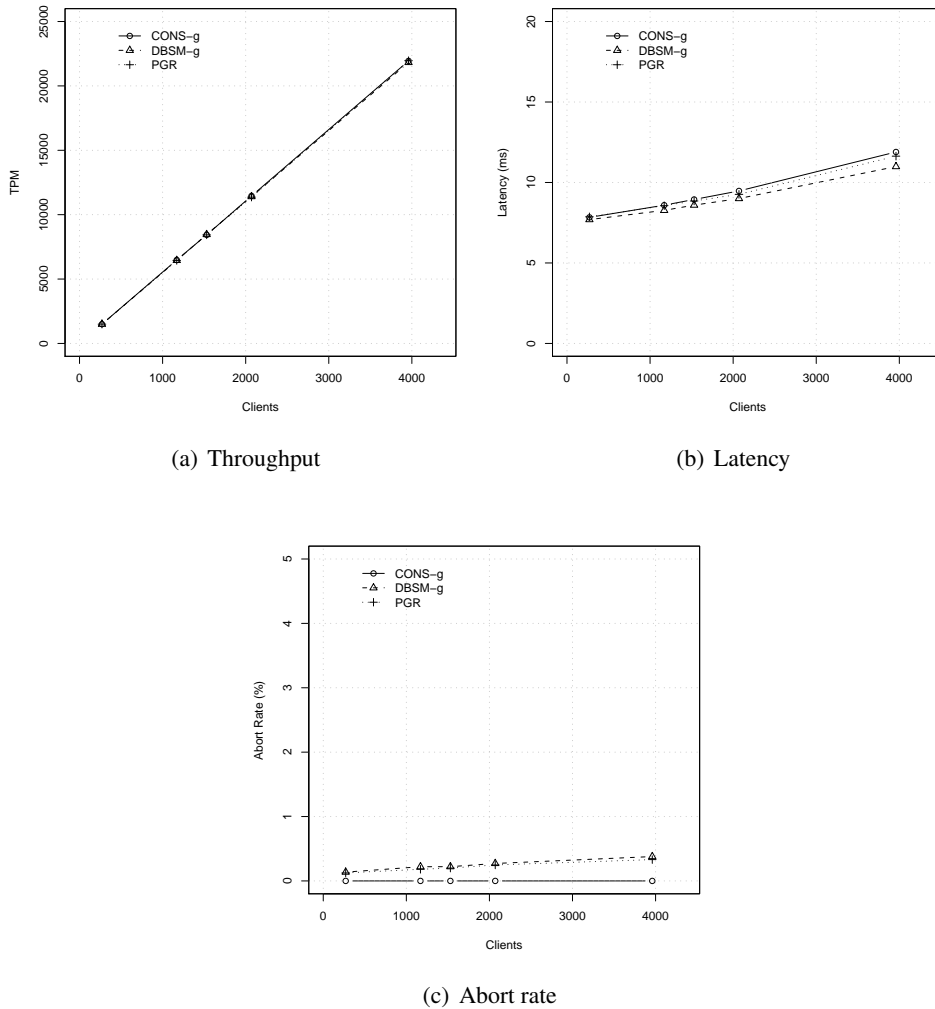 25000
20000
15000
10000
5000
0
TPM
CONS−g
DBSM−g
PGR
0 1000 2000 3000 4000
Clients
(a) Throughput
20
15
10
5
0
Latency (ms)
CONS−g
DBSM−g
PGR
0 1000 2000 3000 4000
Clients
(b) Latency
5
4
3
2
1
0
Abort Rate (%)
CONS−g
DBSM−g
PGR
0 1000 2000 3000 4000
Clients
(c) Abort rate